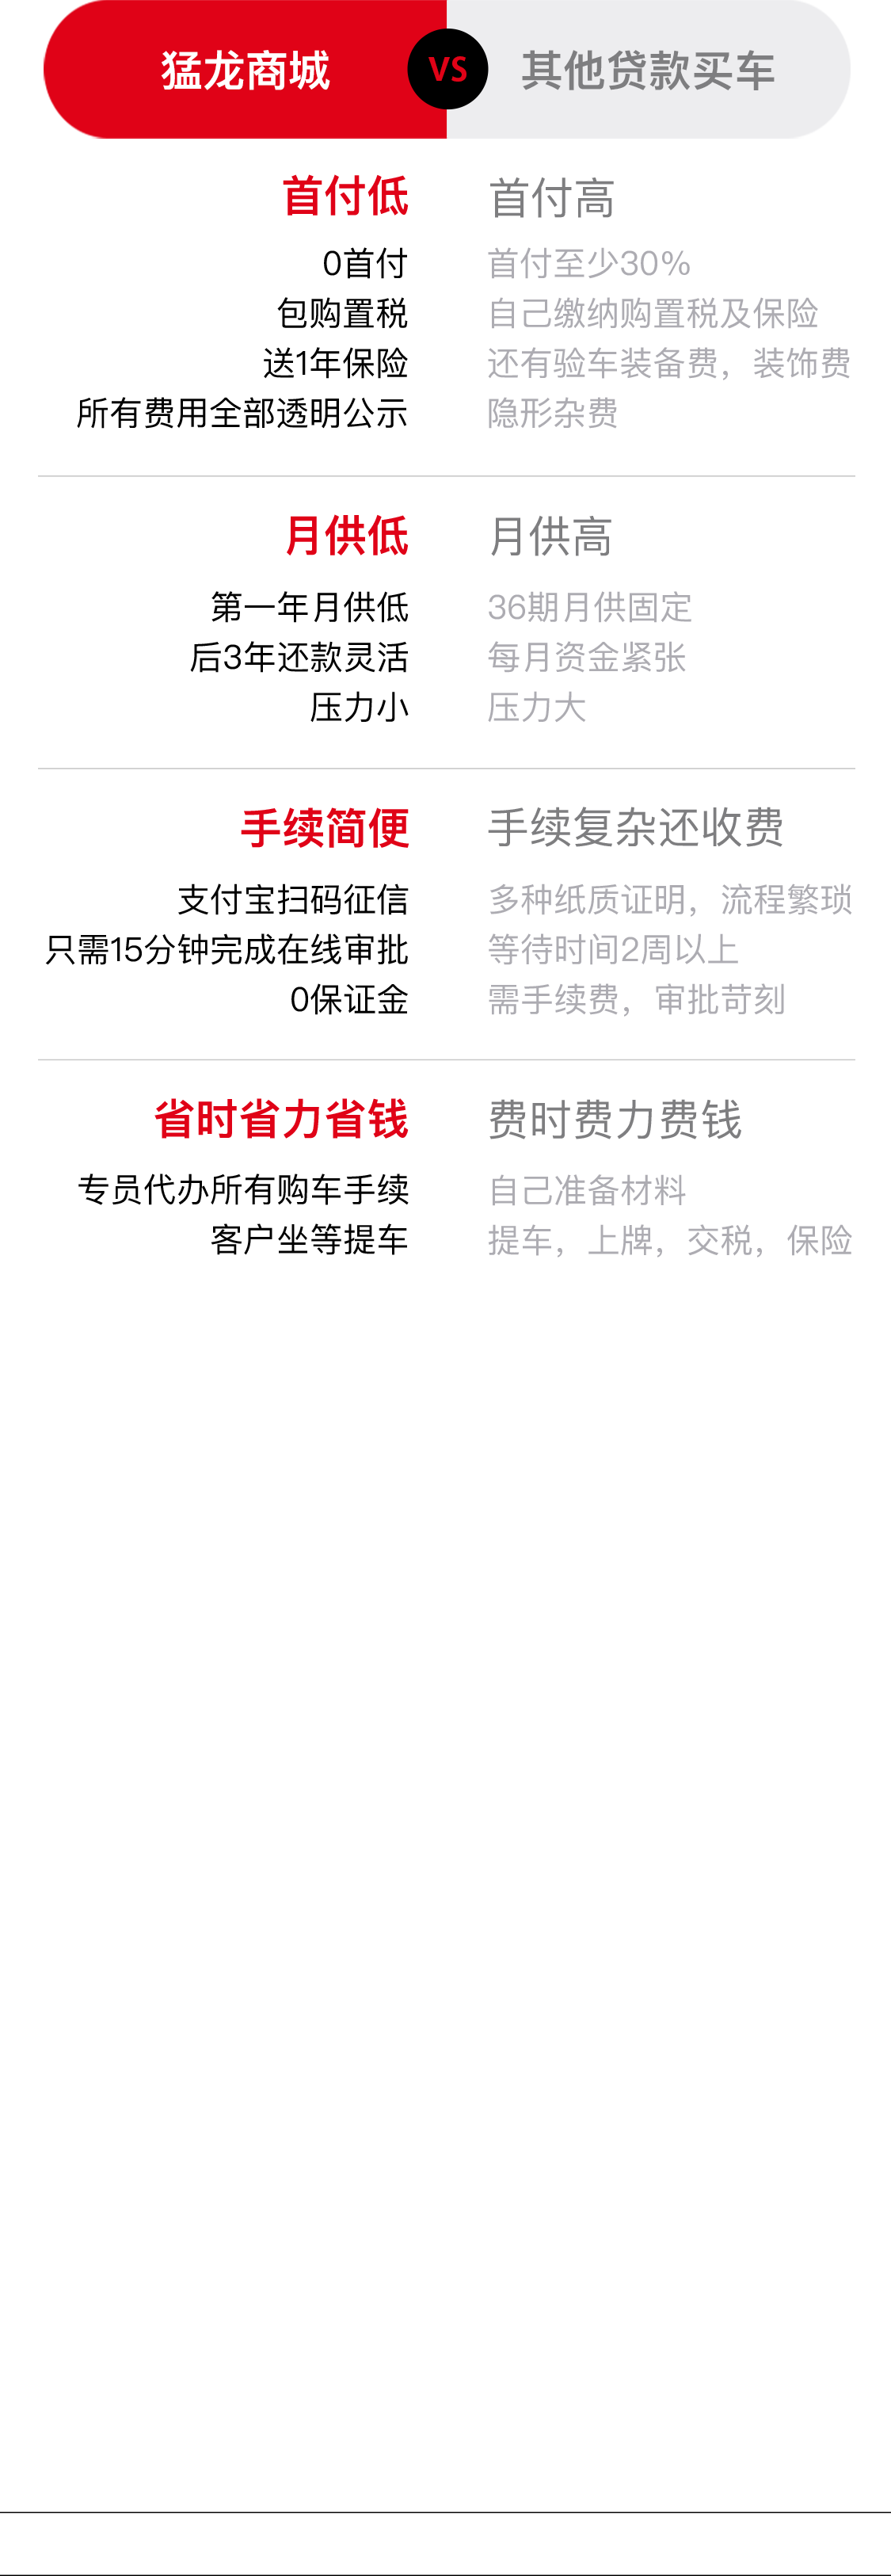 猛龙商城 VS 其他贷款买车
首付低 首付高
0首付 首付至少30%
包购置税 自己缴纳购置税及保险
送1年保险 还有验车装备费，装饰费
所有费用全部透明公示 隐形杂费
月供低 月供高
第一年月供低 36期月供固定
后3年还款灵活 每月资金紧张
压力小 压力大
手续简便 手续复杂还收费
支付宝扫码征信 多种纸质证明，流程繁琐
只需15分钟完成在线审批 等待时间2周以上
0保证金 需手续费，审批苛刻
省时省力省钱 费时费力费钱
专员代办所有购车手续 自己准备材料
客户坐等提车 提车，上牌，交税，保险